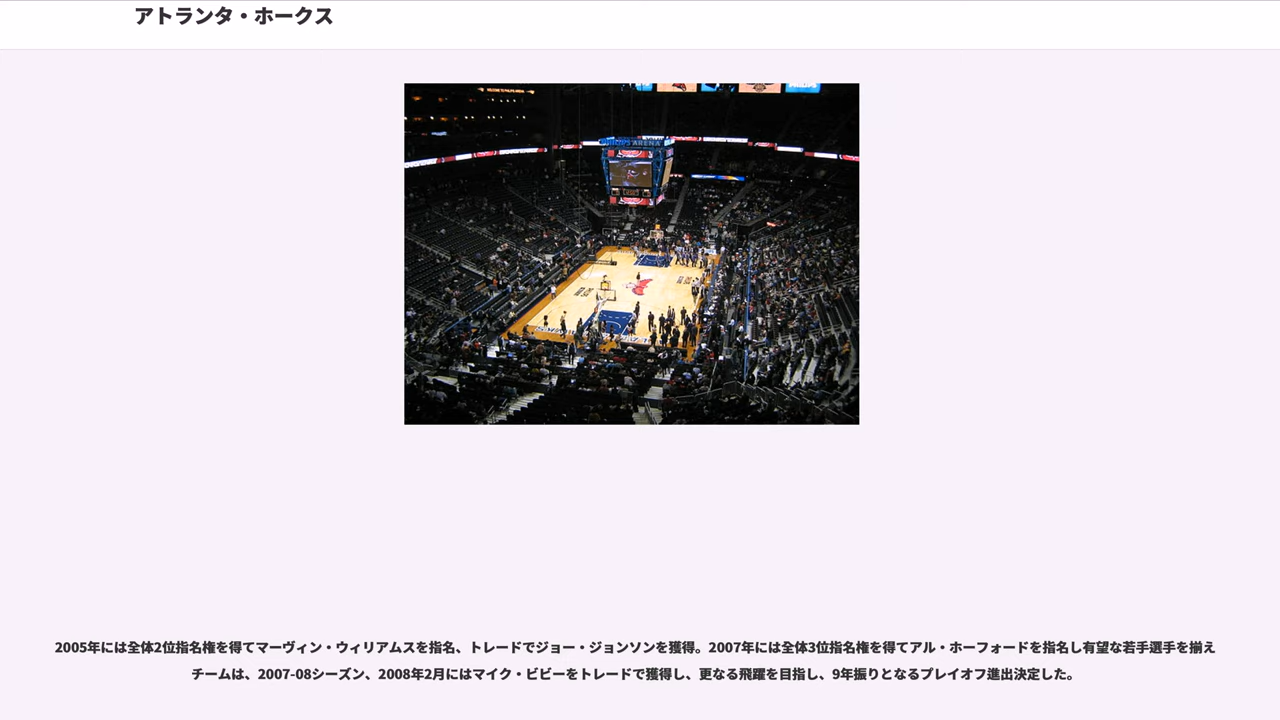 アトランタ・ホークス
PHILIPS
PHILIPS ARENA
2005年には全体2位指名権を得てマーヴィン・ウィリアムスを指名、トレードでジョー・ジョンソンを獲得。2007年には全体3位指名権を得てアル・ホーフォードを指名し有望な若手選手を揃え
チームは、2007-08シーズン、2008年2月にはマイク・ビビーをトレードで獲得し、更なる飛躍を目指し、9年振りとなるプレイオフ進出決定した。